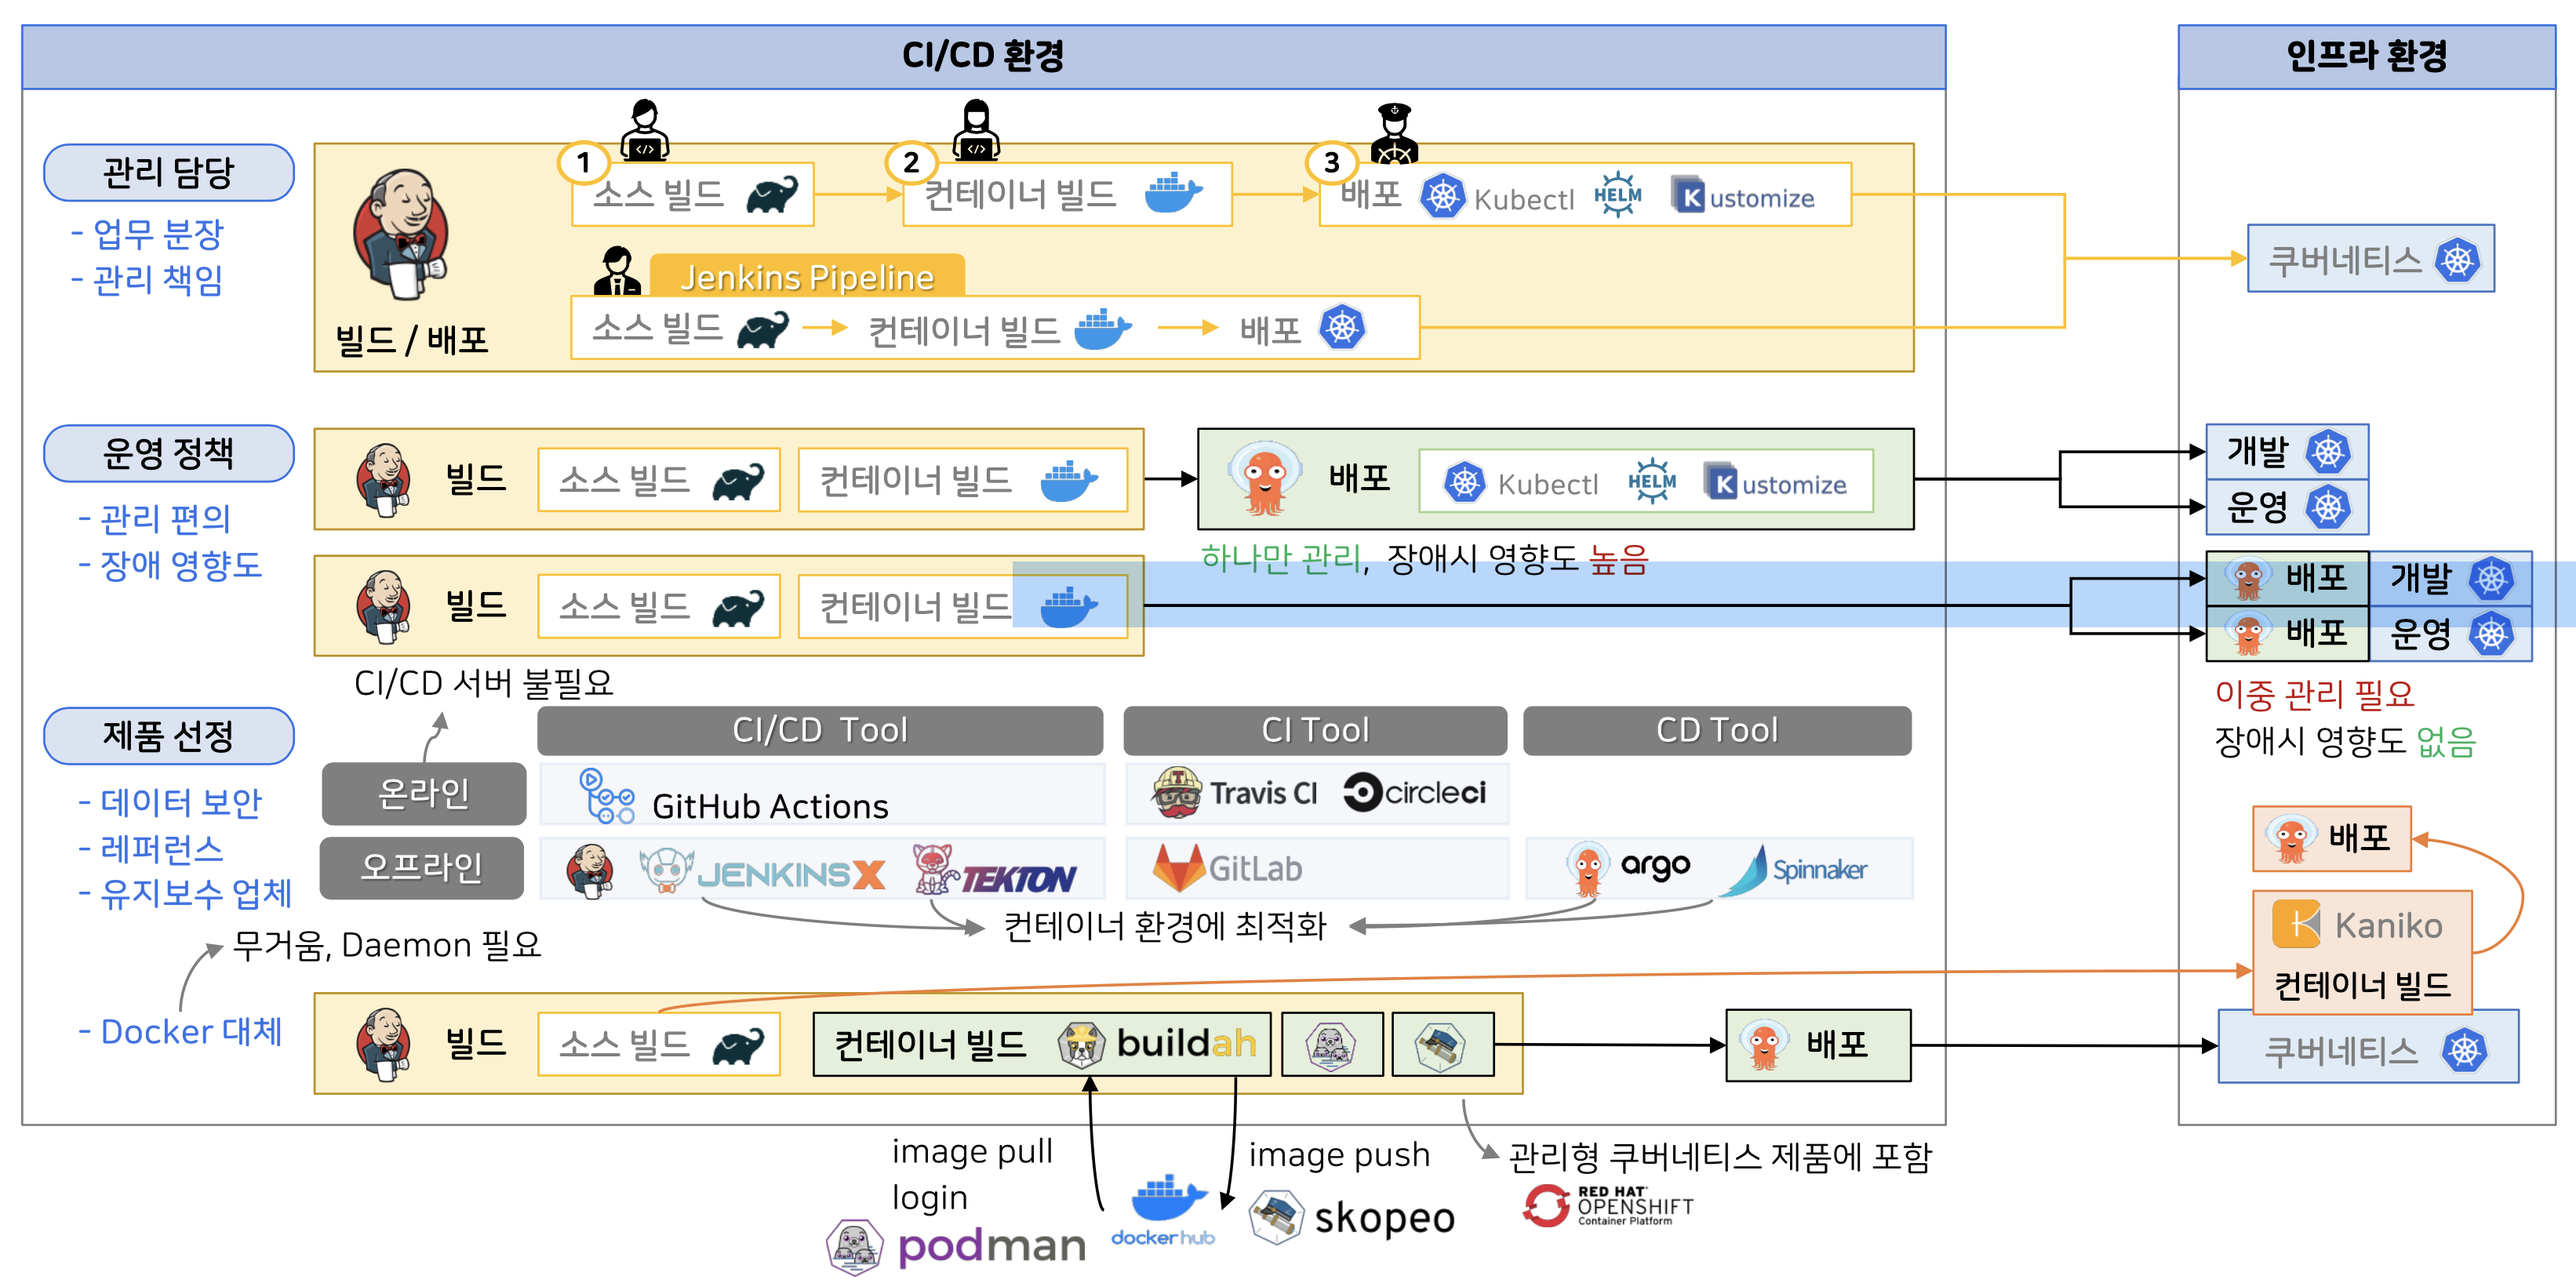 CI/CD 환경
인프라 환경
관리 담당
- 업무 분장
- 관리 책임
빌드 / 배포
1
소스 빌드
2
컨테이너 빌드
3
배포
Kubectl
HELM
Kustomize
Jenkins Pipeline
소스 빌드
컨테이너 빌드
배포
쿠버네티스
운영 정책
- 관리 편의
- 장애 영향도
빌드
소스 빌드
컨테이너 빌드
배포
Kubectl
HELM
Kustomize
하나만 관리, 장애시 영향도 높음
개발
운영
빌드
소스 빌드
컨테이너 빌드
배포
개발
배포
운영
이중 관리 필요
장애시 영향도 없음
CI/CD 서버 불필요
제품 선정
- 데이터 보안
- 레퍼런스
- 유지보수 업체
CI/CD Tool
CI Tool
CD Tool
온라인
GitHub Actions
Travis CI
circleci
오프라인
JENKINS X
TEKTON
GitLab
argo
Spinnaker
컨테이너 환경에 최적화
무거움, Daemon 필요
- Docker 대체
빌드
소스 빌드
컨테이너 빌드
buildah
배포
배포
Kaniko
컨테이너 빌드
쿠버네티스
image pull
login
podman
docker hub
image push
skopeo
관리형 쿠버네티스 제품에 포함
RED HAT
OPENSHIFT
Container Platform